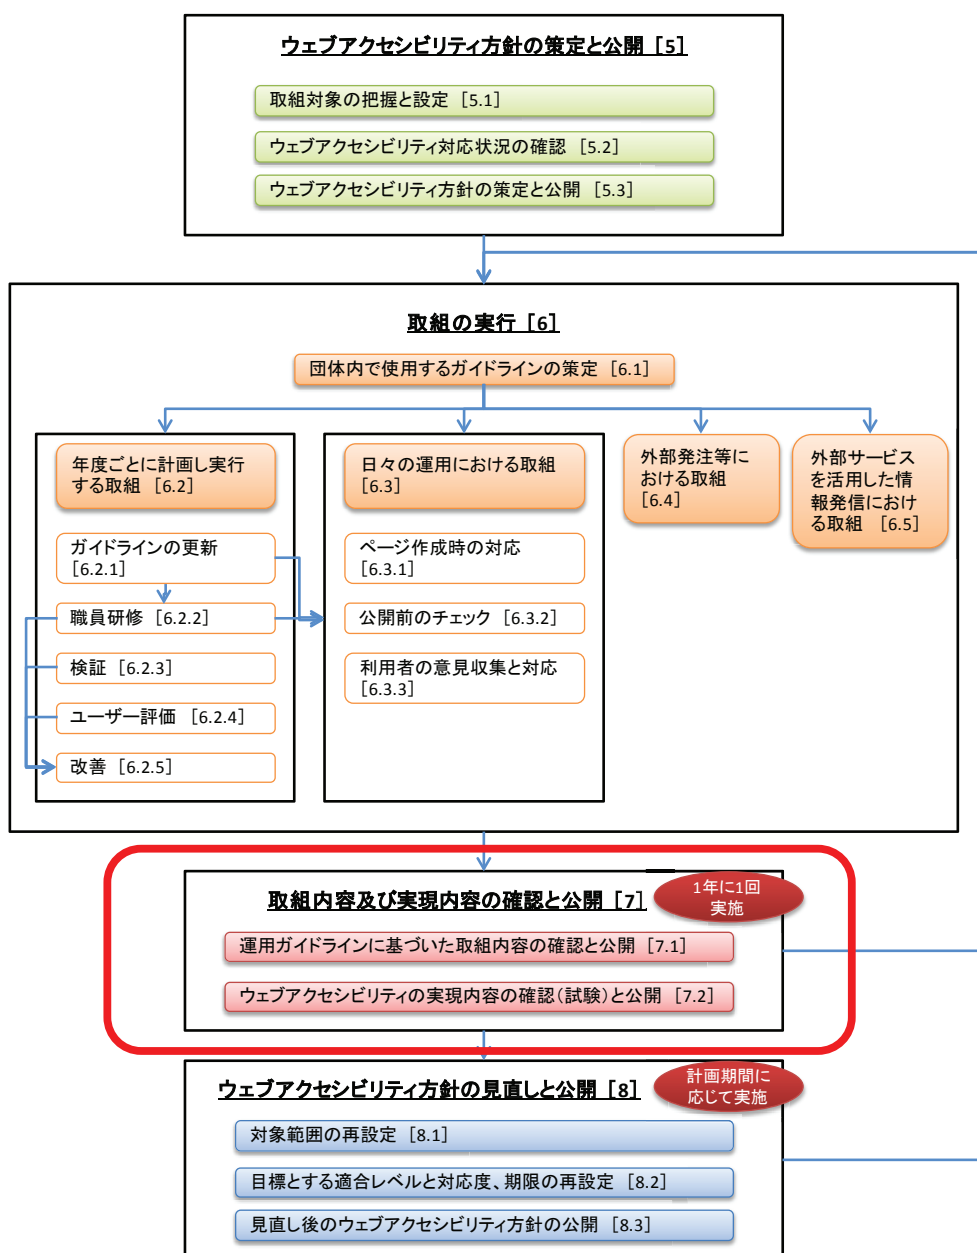 ウェブアクセシビリティ方針の策定と公開［5］
取組対象の把握と設定［5.1］
ウェブアクセシビリティ対応状況の確認［5.2］
ウェブアクセシビリティ方針の策定と公開［5.3］
取組の実行［6］
団体内で使用するガイドラインの策定［6.1］
年度ごとに計画し実行
する取組［6.2］
ガイドラインの更新
［6.2.1］
職員研修［6.2.2］
検証［6.2.3］
ユーザー評価［6.2.4］
改善［6.2.5］
日々の運用における取組
［6.3］
ページ作成時の対応
［6.3.1］
公開前のチェック［6.3.2］
利用者の意見収集と対応
［6.3.3］
外部発注等に
おける取組
［6.4］
外部サービス
を活用した情
報発信におけ
る取組［6.5］
取組内容及び実現内容の確認と公開［7］
1年に1回
実施
運用ガイドラインに基づいた取組内容の確認と公開［7.1］
ウェブアクセシビリティの実現内容の確認（試験）と公開［7.2］
ウェブアクセシビリティ方針の見直しと公開［8］
計画期間に
応じて実施
対象範囲の再設定［8.1］
目標とする適合レベルと対応度、期限の再設定［8.2］
見直し後のウェブアクセシビリティ方針の公開［8.3］